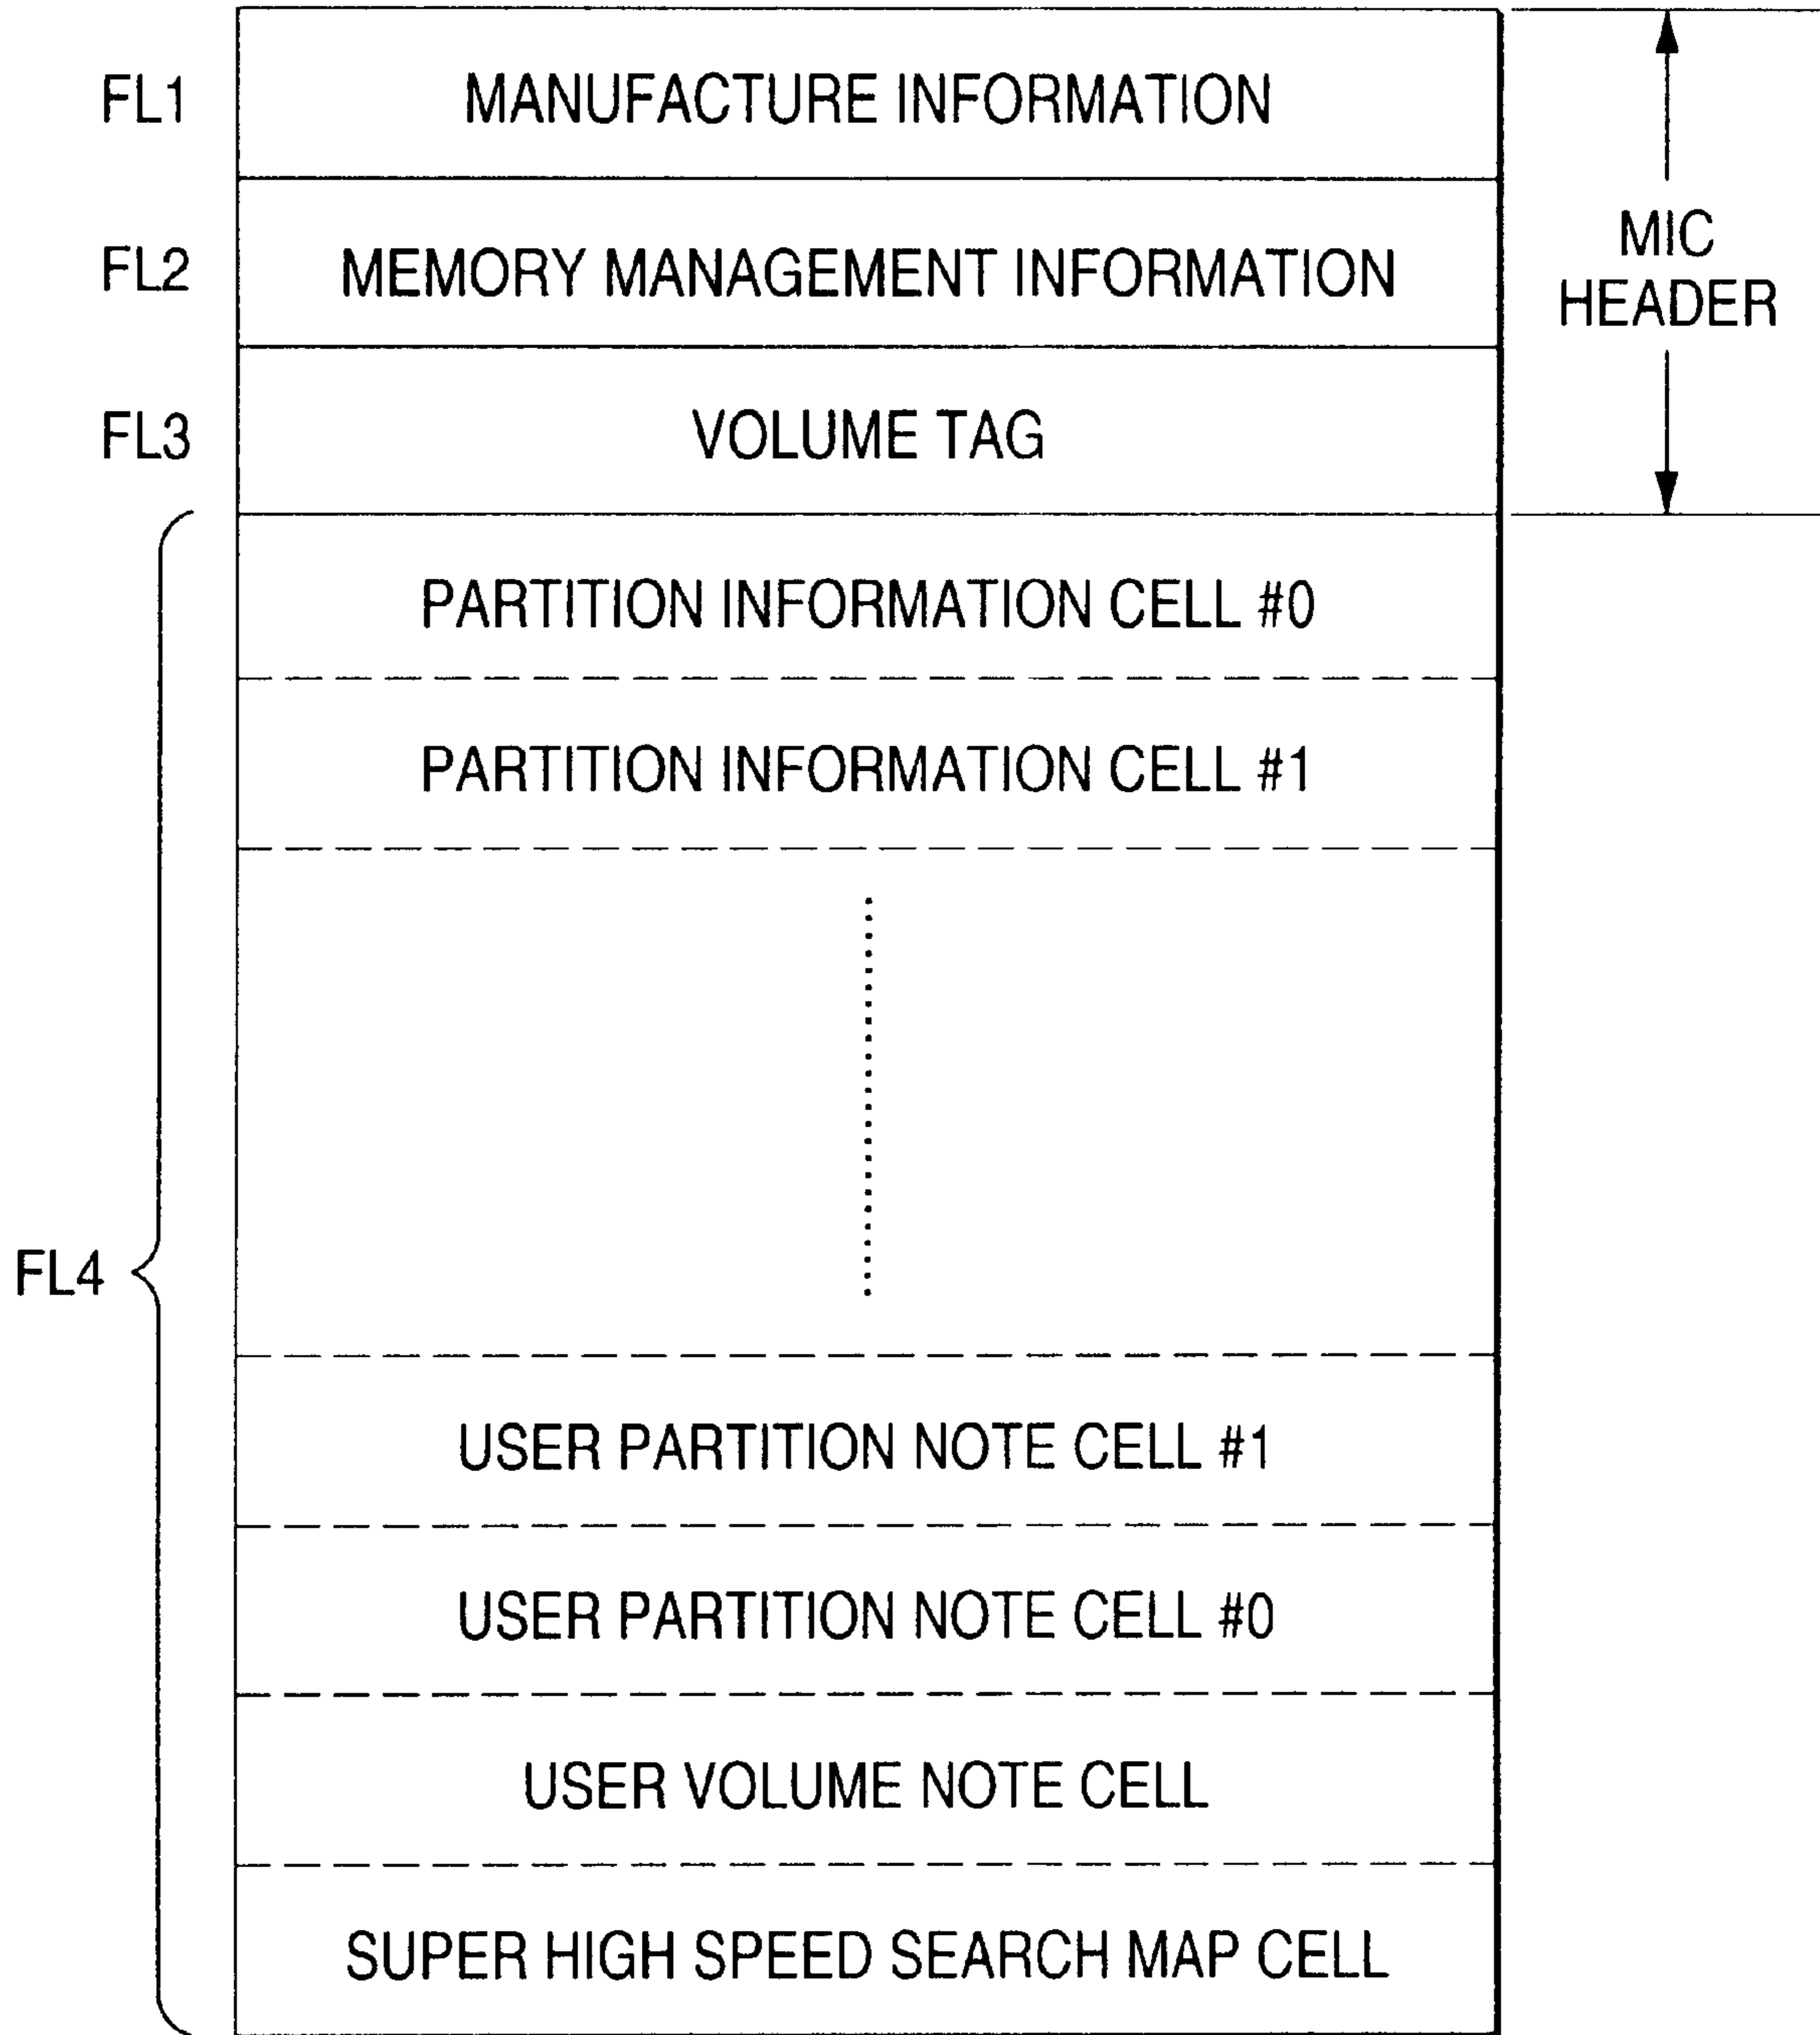 FL1
MANUFACTURE INFORMATION
FL2
MEMORY MANAGEMENT INFORMATION
MIC
HEADER
FL3
VOLUME TAG
PARTITION INFORMATION CELL #0
PARTITION INFORMATION CELL #1
FL4
USER PARTITION NOTE CELL #1
USER PARTITION NOTE CELL #0
USER VOLUME NOTE CELL
SUPER HIGH SPEED SEARCH MAP CELL